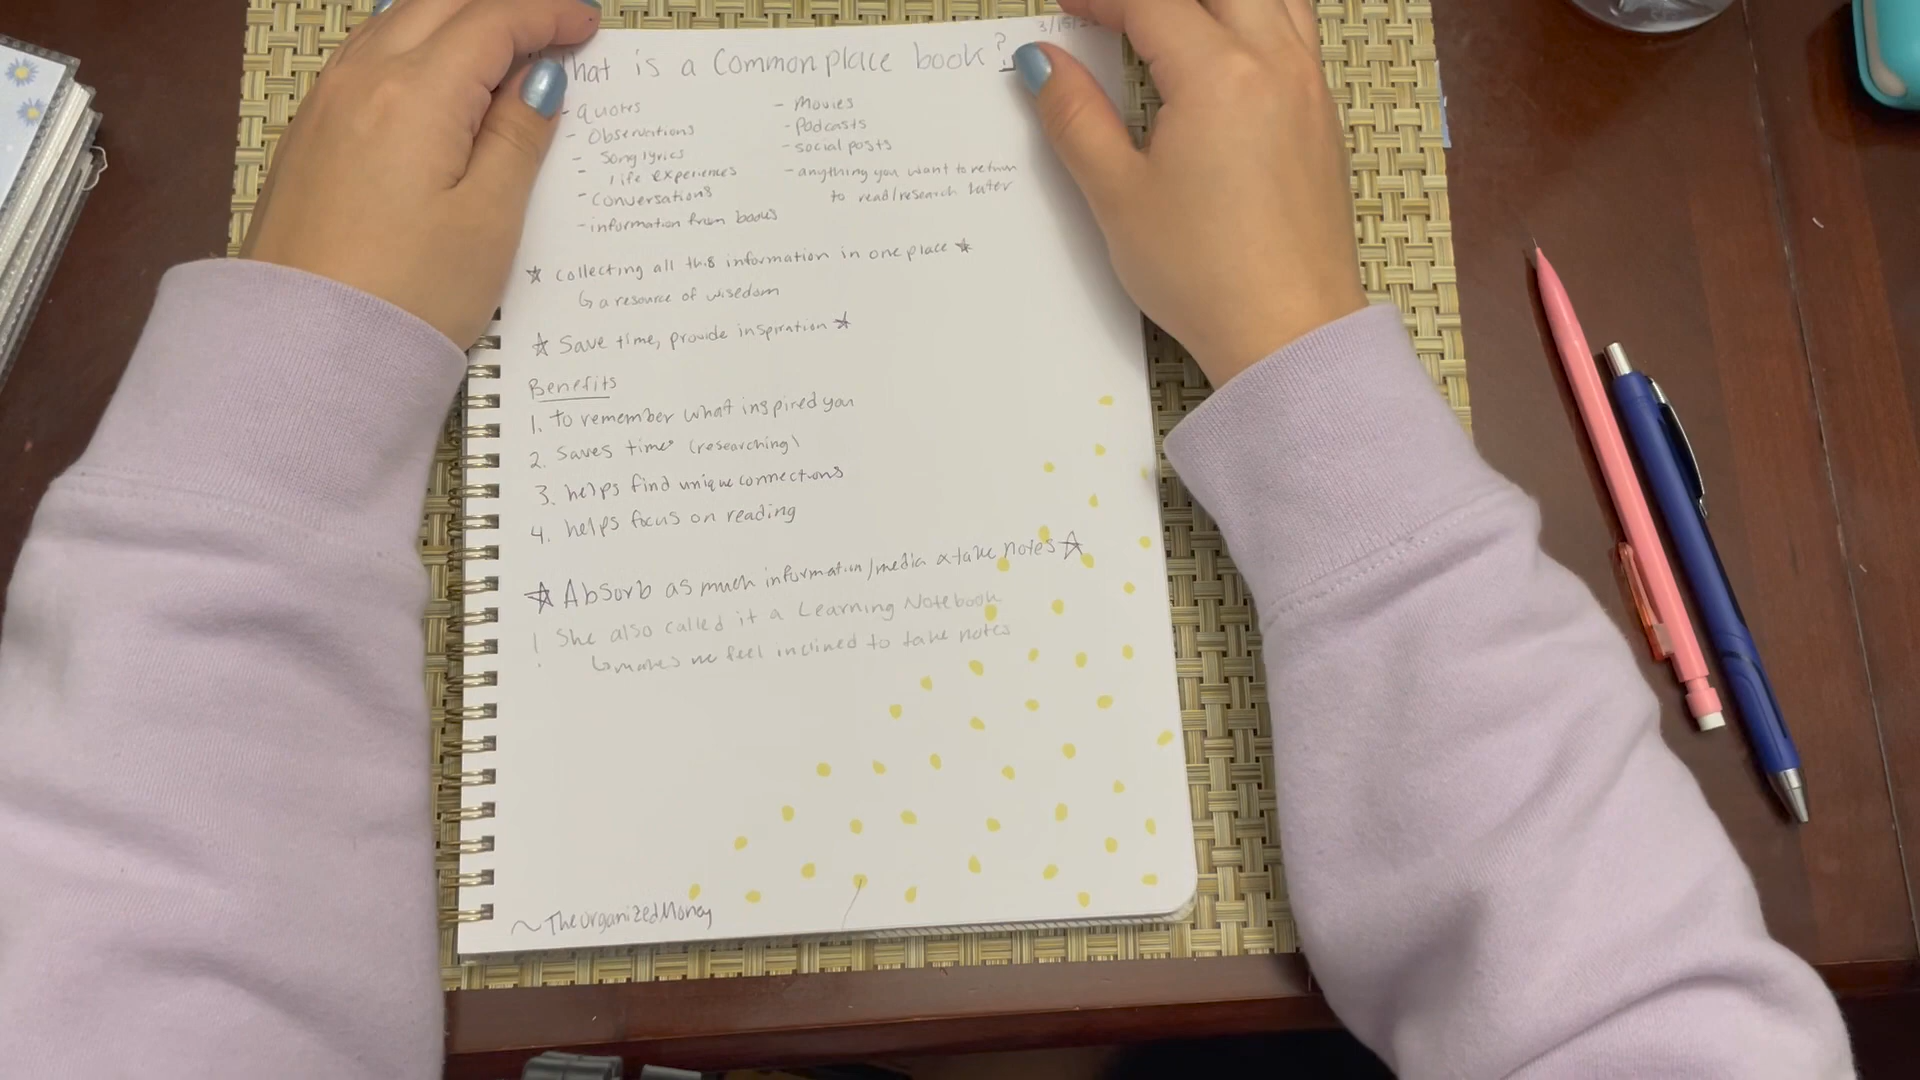 What is a Commonplace book?
3/15/2
- quotes
- Observations
- Song lyrics
- life experiences
- Conversations
- information from books
- Movies
- Podcasts
- social posts
- anything you want to return
to read/research later
☆ Collecting all this information in one place ☆
↳ a resource of wisedom
☆ Save time, provide inspiration ☆
Benefits
1. to remember what inspired you
2. Saves time (researching)
3. helps find unique connections
4. helps focus on reading
☆ Absorb as much information/media & take notes ☆
! She also called it a Learning Notebook
↳ makes me feel inclined to take notes
~TheOrganizedMoney